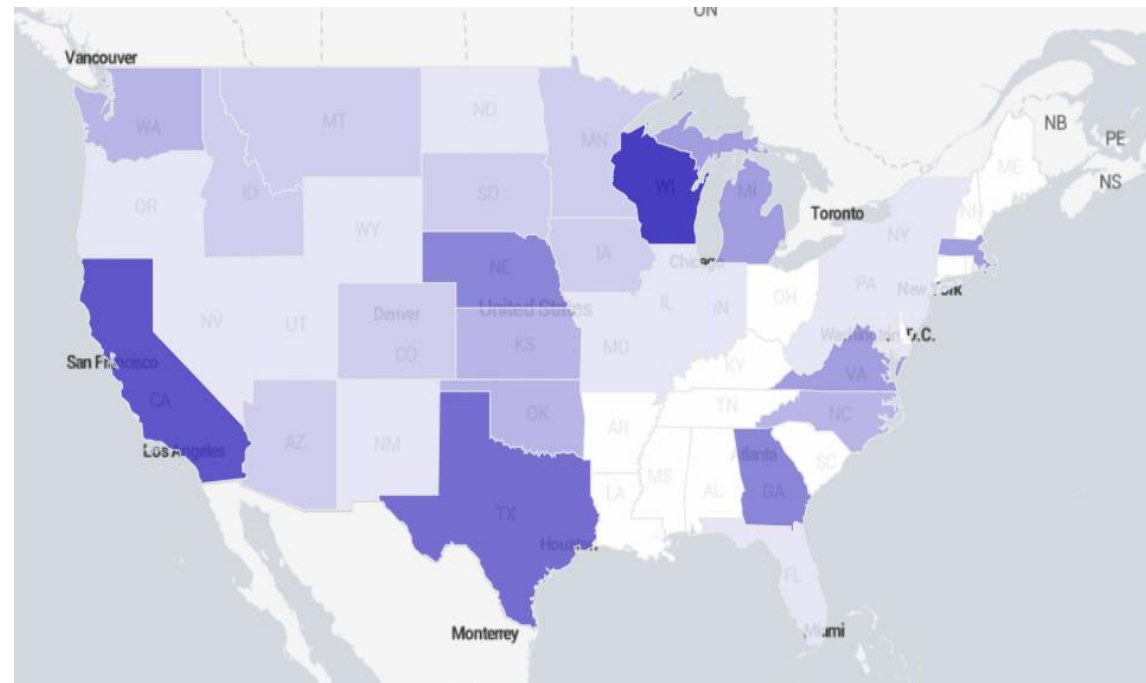 ON
Vancouver
WA
MT
ND
MN
NB
PE
ME
NS
OR
ID
SD
WI
MI
Toronto
NH
NY
WY
IA
Chicago
NE
PA
New York
NV
UT
Denver
United States
IL
IN
OH
Washington D.C.
CO
KS
MO
San Francisco
KY
VA
CA
TN
NC
AZ
NM
OK
AR
Los Angeles
Atlanta
SC
MS
AL
GA
LA
TX
Houston
FL
Monterrey
Miami